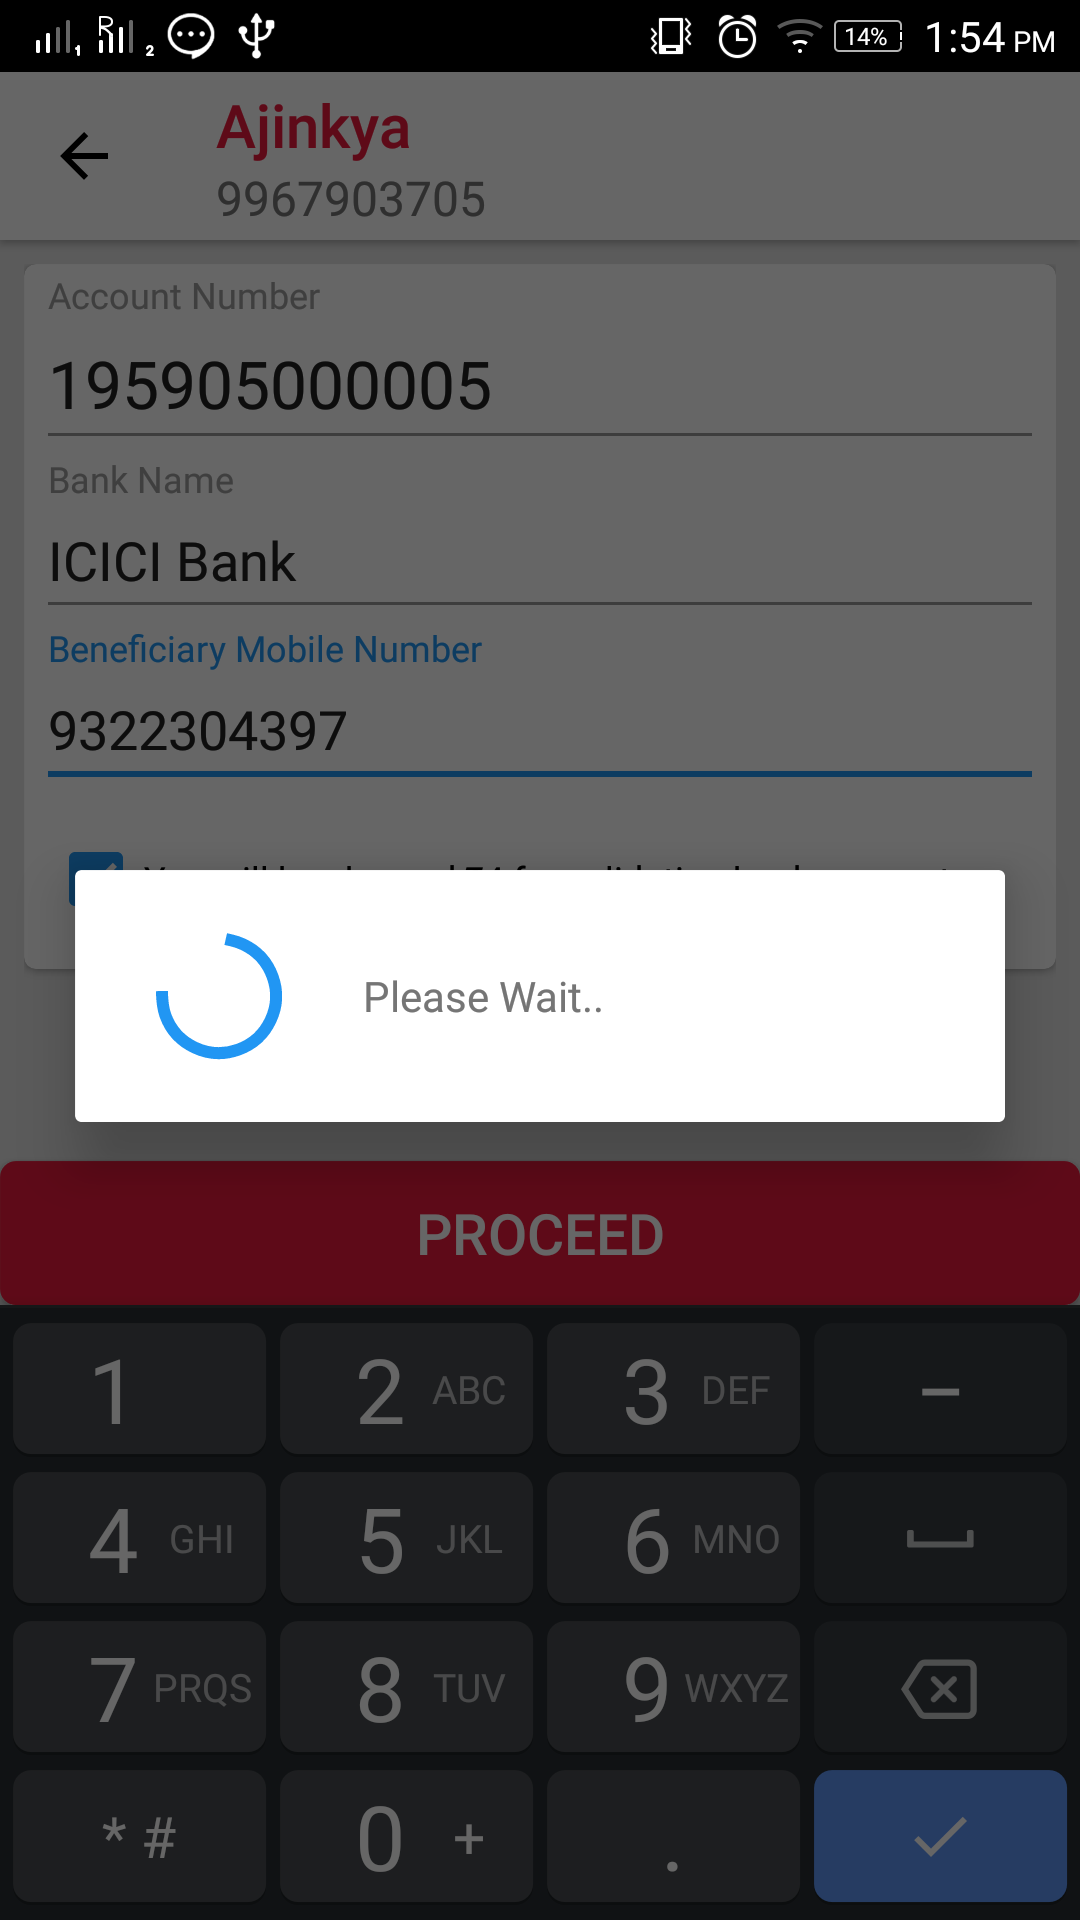 1 R 2 14% 1:54 PM
Ajinkya
9967903705
Account Number
195905000005
Bank Name
ICICI Bank
Beneficiary Mobile Number
9322304397
Please Wait..
PROCEED
1 2 ABC 3 DEF –
4 GHI 5 JKL 6 MNO
7 PRQS 8 TUV 9 WXYZ
* # 0 + .